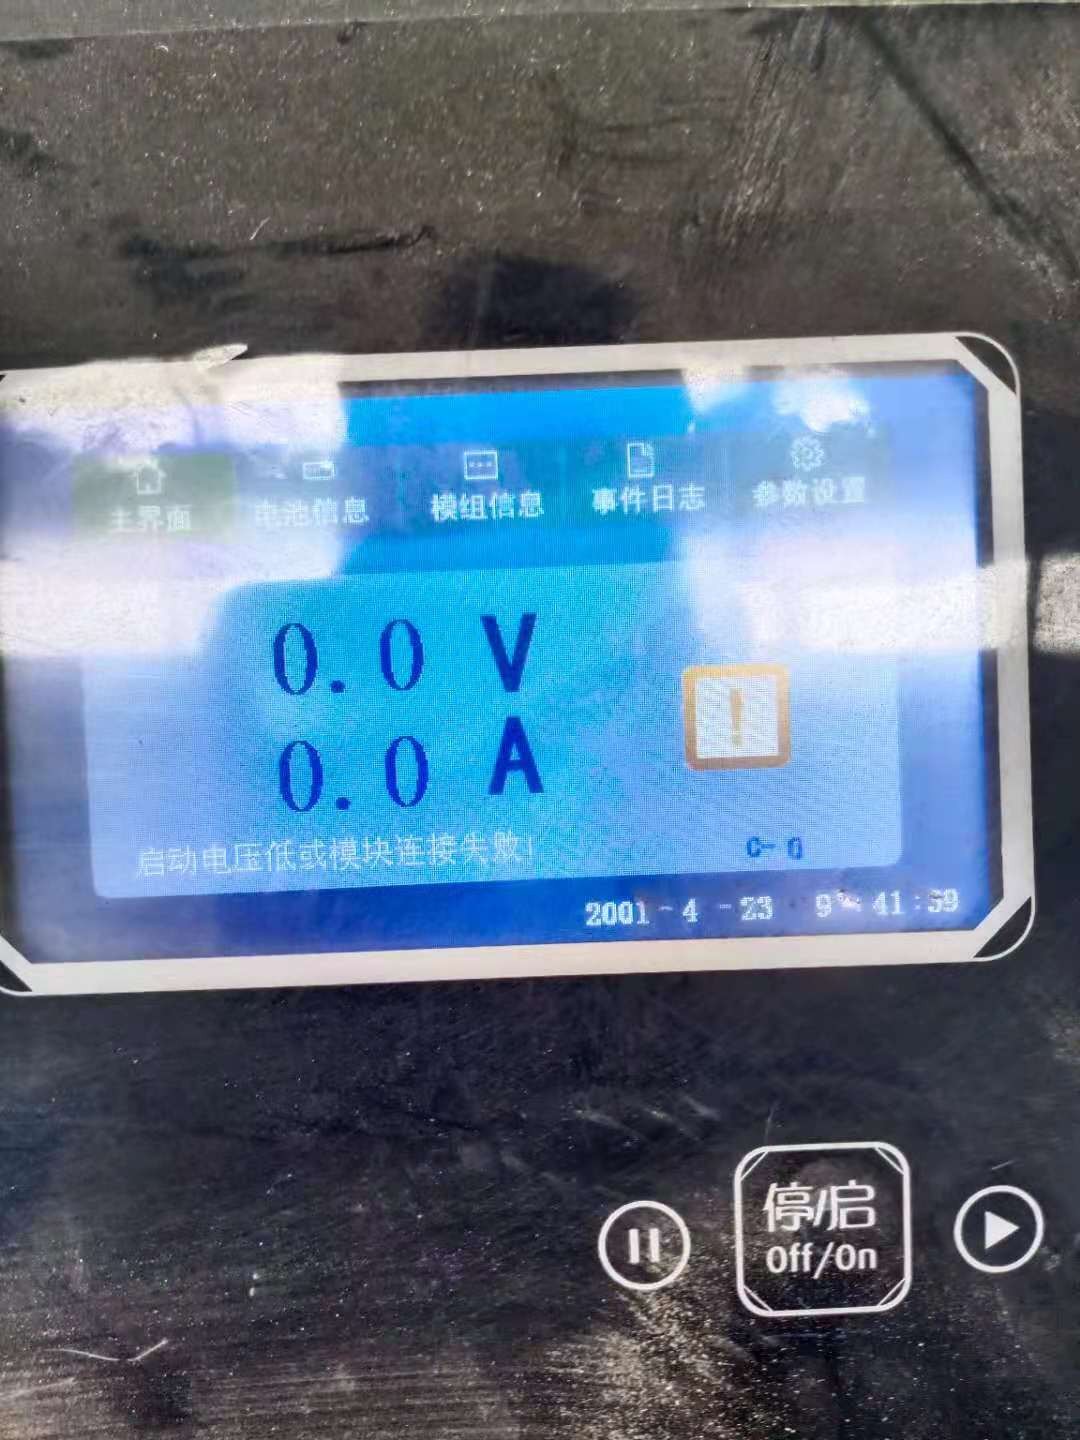 主界面 电池信息 模组信息 事件日志 参数设置
0.0 V
0.0 A
启动电压低或模块连接失败!
C-0
2001-4-23 9:41:59
停/启
Off/On